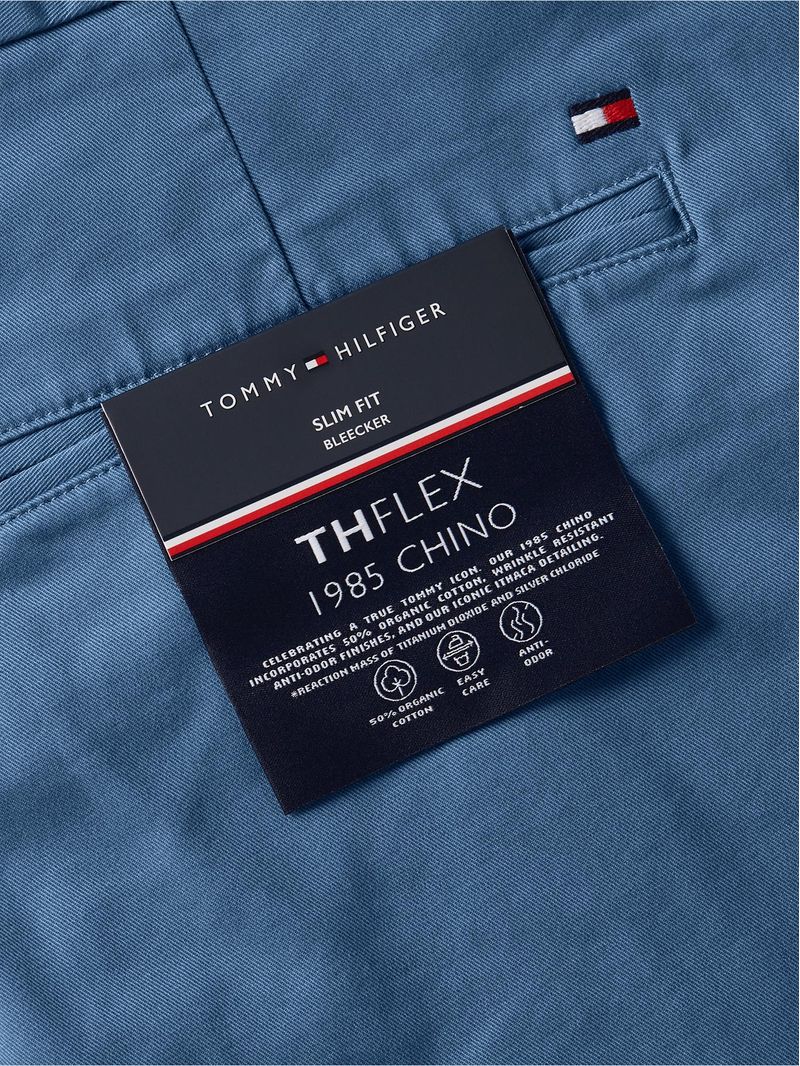 TOMMY HILFIGER
SLIM FIT
BLEECKER
THFLEX
1985 CHINO
CELEBRATING A TRUE TOMMY ICON. OUR 1985 CHINO
INCORPORATES 50% ORGANIC COTTON, WRINKLE RESISTANT
ANTI-ODOR FINISHES, AND OUR ICONIC ITHACA DETAILING.
*REACTION MASS OF TITANIUM DIOXIDE AND SILVER CHLORIDE
50% ORGANIC
COTTON
EASY
CARE
ANTI-
ODOR